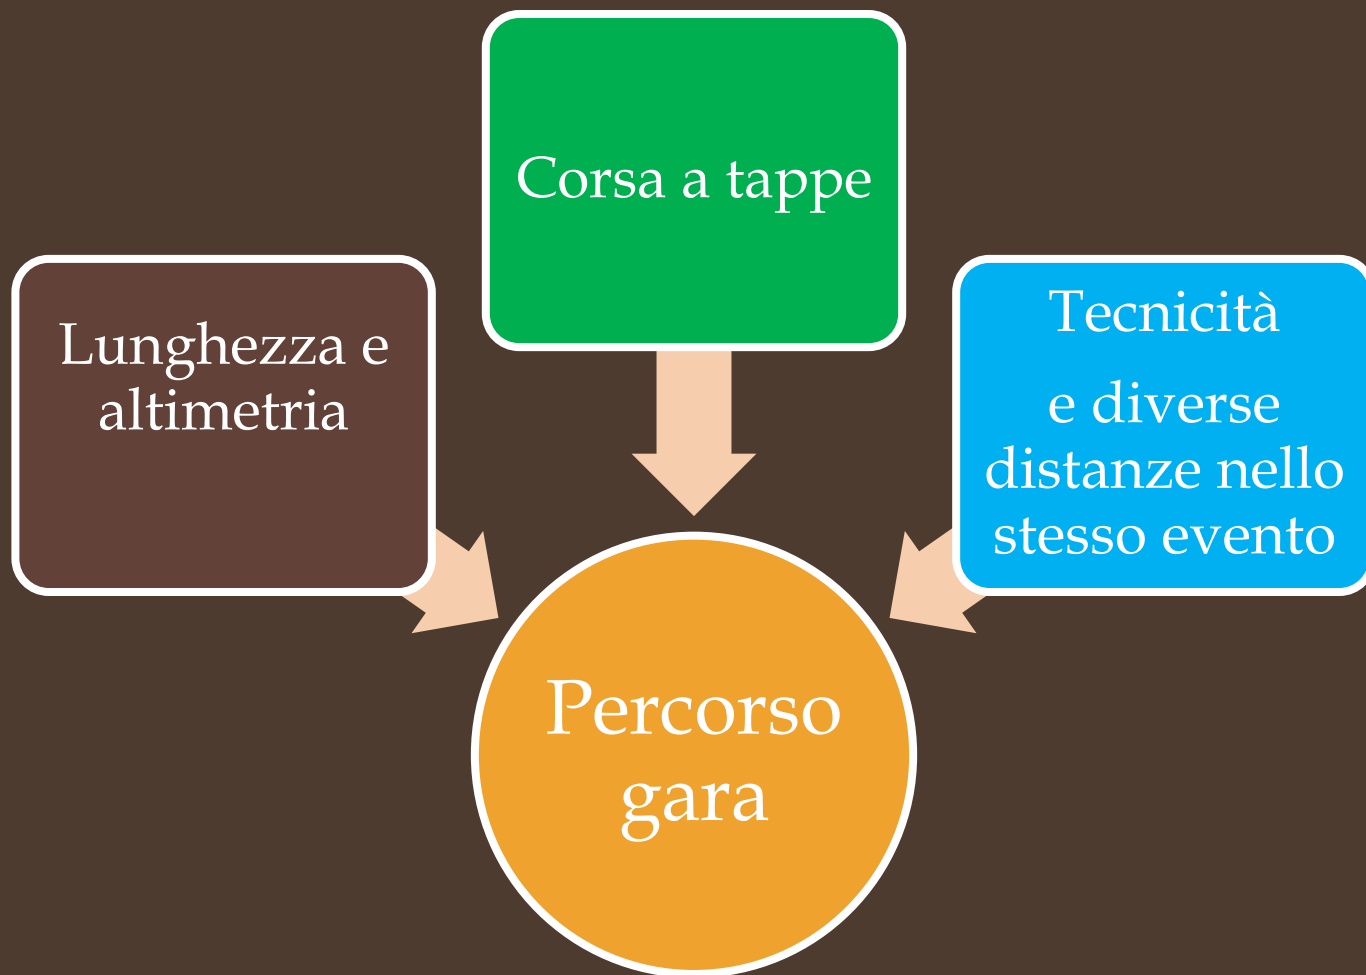 Corsa a tappe
Lunghezza e
altimetria
Tecnicità
e diverse
distanze nello
stesso evento
Percorso
gara